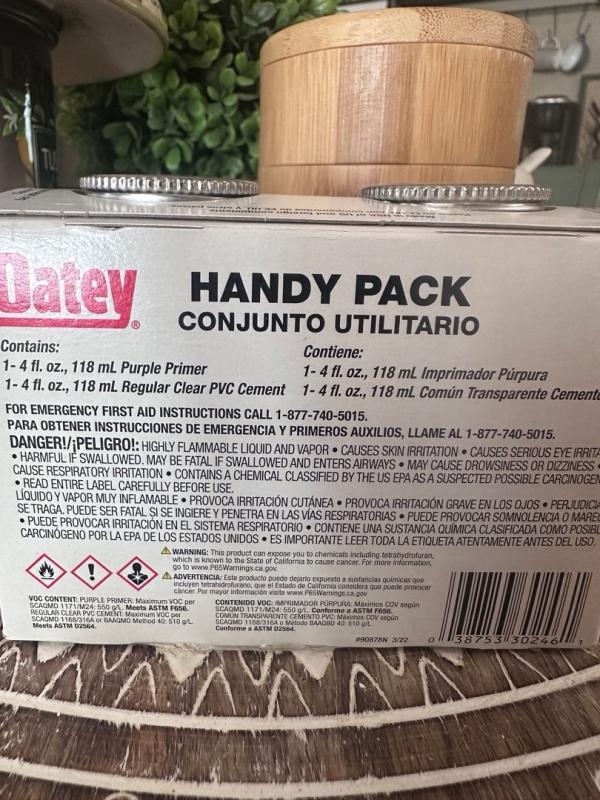 TU
Oatey®
HANDY PACK
CONJUNTO UTILITARIO
Contains:
1- 4 fl. oz., 118 mL Purple Primer
1- 4 fl. oz., 118 mL Regular Clear PVC Cement
Contiene:
1- 4 fl. oz., 118 mL Imprimador Púrpura
1- 4 fl. oz., 118 mL Común Transparente Cemento
FOR EMERGENCY FIRST AID INSTRUCTIONS CALL 1-877-740-5015.
PARA OBTENER INSTRUCCIONES DE EMERGENCIA Y PRIMEROS AUXILIOS, LLAME AL 1-877-740-5015.
DANGER!/¡PELIGRO!: HIGHLY FLAMMABLE LIQUID AND VAPOR • CAUSES SKIN IRRITATION • CAUSES SERIOUS EYE IRRITA
• HARMFUL IF SWALLOWED. MAY BE FATAL IF SWALLOWED AND ENTERS AIRWAYS • MAY CAUSE DROWSINESS OR DIZZINESS •
CAUSE RESPIRATORY IRRITATION • CONTAINS A CHEMICAL CLASSIFIED BY THE US EPA AS A SUSPECTED POSSIBLE CARCINOGEN
• READ ENTIRE LABEL CAREFULLY BEFORE USE.
LÍQUIDO Y VAPOR MUY INFLAMABLE • PROVOCA IRRITACIÓN CUTÁNEA • PROVOCA IRRITACIÓN GRAVE EN LOS OJOS • PERJUDICIA
SE TRAGA. PUEDE SER FATAL SI SE INGIERE Y PENETRA EN LAS VÍAS RESPIRATORIAS • PUEDE PROVOCAR SOMNOLENCIA O MARE
• PUEDE PROVOCAR IRRITACIÓN EN EL SISTEMA RESPIRATORIO • CONTIENE UNA SUSTANCIA QUÍMICA CLASIFICADA COMO POSIBL
CARCINÓGENO POR LA EPA DE LOS ESTADOS UNIDOS • ES IMPORTANTE LEER TODA LA ETIQUETA ATENTAMENTE ANTES DEL USO.
WARNING: This product can expose you to chemicals including tetrahydrofuran,
which is known to the State of California to cause cancer. For more information,
go to www.P65Warnings.ca.gov.
ADVERTENCIA: Este producto puede dejarlo expuesto a sustancias químicas que
incluyen tetrahidrofurano, que el Estado de California considera que puede provocar
cáncer. Por mayor información visite www.P65Warnings.ca.gov
VOC CONTENT: PURPLE PRIMER: Maximum VOC per
SCAQMD 1171/M24: 550 g/L. Meets ASTM F656.
REGULAR CLEAR PVC CEMENT: Maximum VOC per
SCAQMD 1168/316A or BAAQMD Method 40: 510 g/L.
Meets ASTM D2564.
CONTENIDO VOC: IMPRIMADOR PÚRPURA: Máximos COV según
SCAQMD 1171/M24: 550 g/L. Conforme a ASTM F656.
COMÚN TRANSPARENTE CEMENTO PVC: Máximos COV según
SCAQMD 1168/316A o Método BAAQBD 40: 510 g/L.
Conforme a ASTM D2564.
#90878N 3/22
0 38753 30246 1